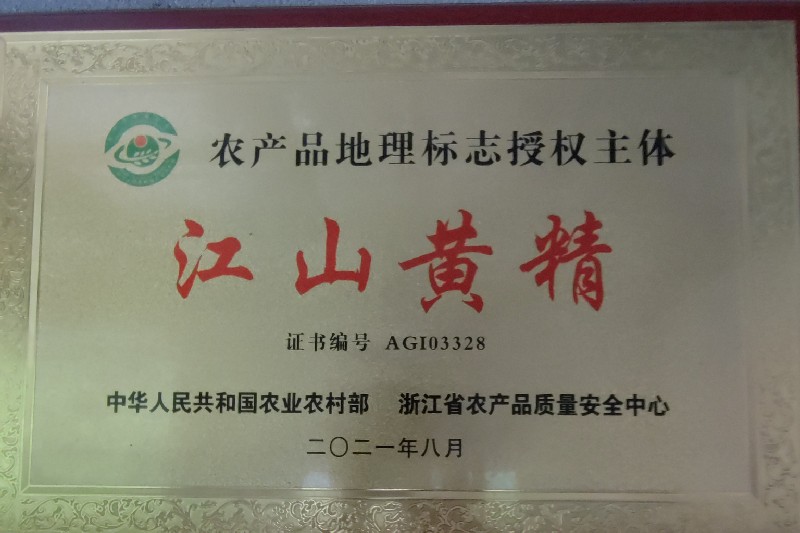 农产品地理标志授权主体
江山黄精
证书编号 AGI03328
中华人民共和国农业农村部 浙江省农产品质量安全中心
二〇二一年八月